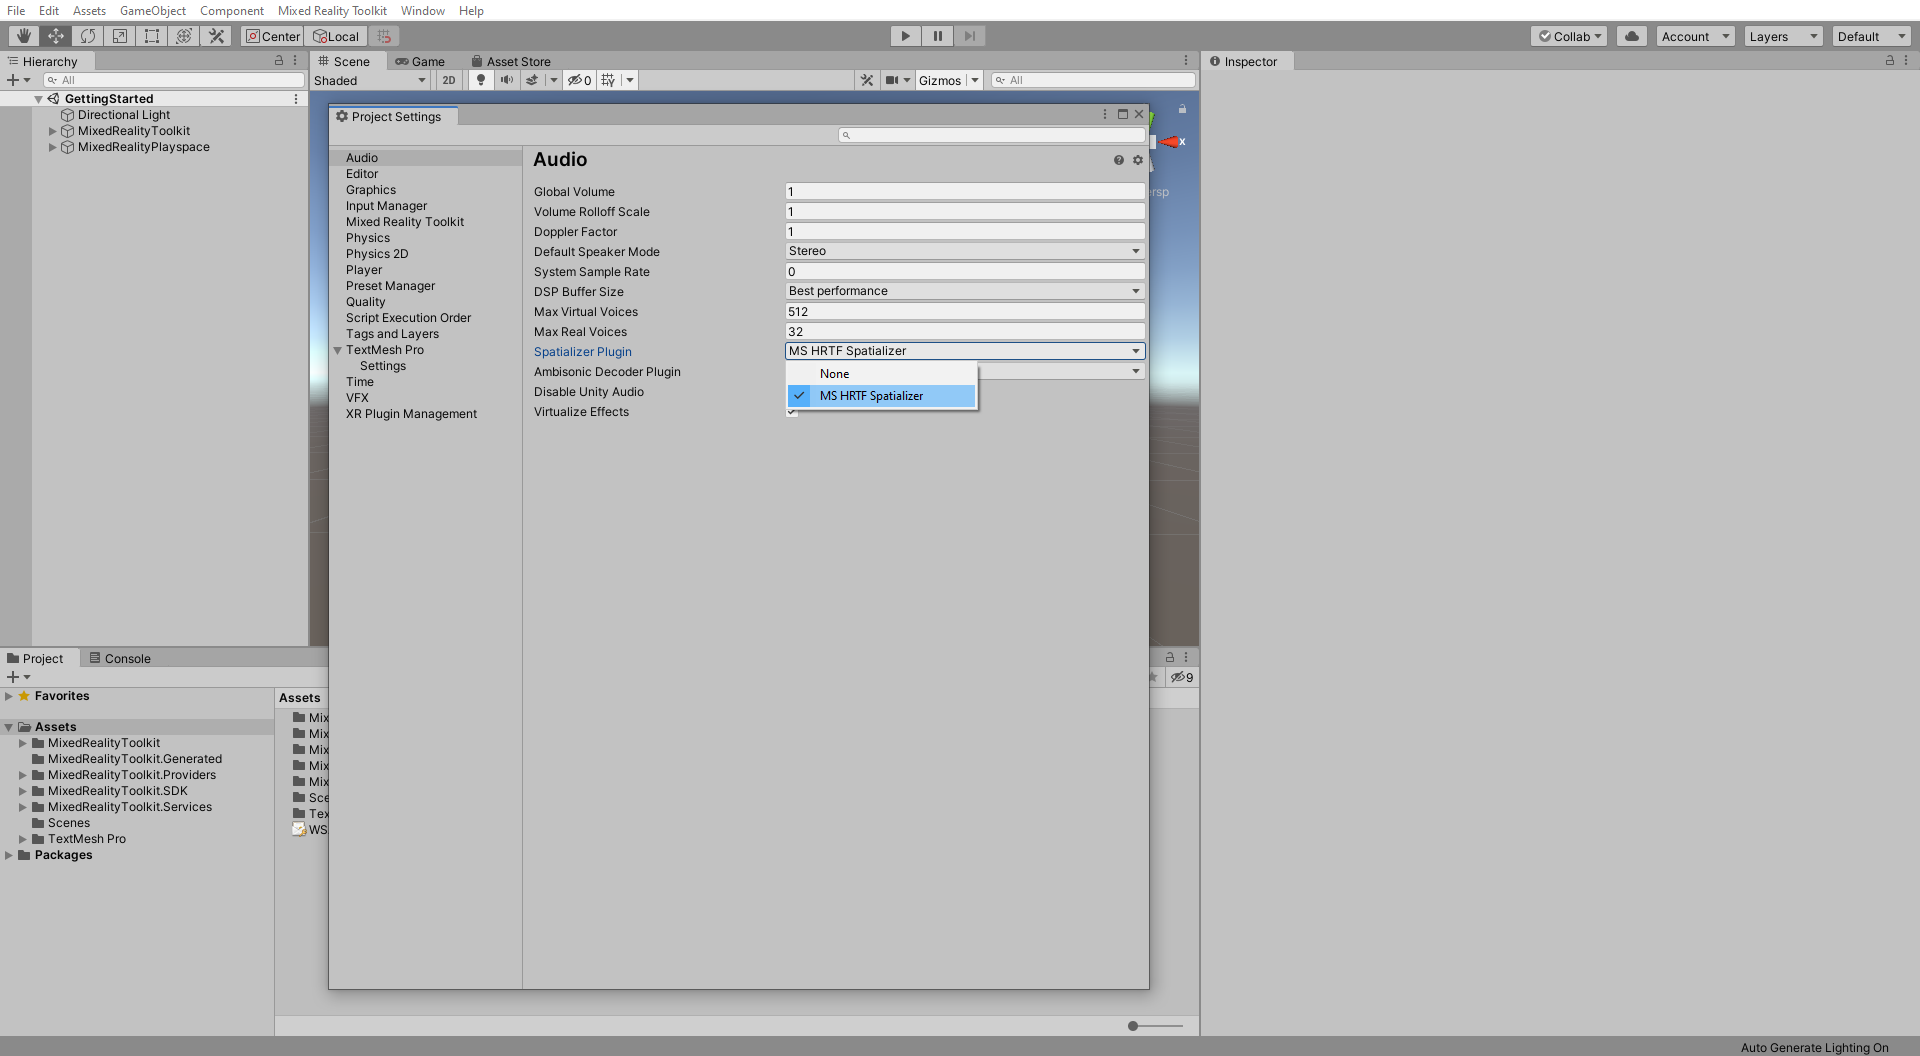 File Edit Assets GameObject Component Mixed Reality Toolkit Window Help
Center Local Collab Account Layers Default
Hierarchy
All
GettingStarted
Directional Light
MixedRealityToolkit
MixedRealityPlayspace
Scene Game Asset Store
Shaded 2D 0 Gizmos All
x
Project Settings
Audio
Editor
Graphics
Input Manager
Mixed Reality Toolkit
Physics
Physics 2D
Player
Preset Manager
Quality
Script Execution Order
Tags and Layers
TextMesh Pro
Settings
Time
VFX
XR Plugin Management
Audio
Global Volume 1
Volume Rolloff Scale 1
Doppler Factor 1
Default Speaker Mode Stereo
System Sample Rate 0
DSP Buffer Size Best performance
Max Virtual Voices 512
Max Real Voices 32
Spatializer Plugin MS HRTF Spatializer
None
MS HRTF Spatializer
Ambisonic Decoder Plugin
Disable Unity Audio
Virtualize Effects
ersp
Inspector
Project Console
9
Favorites
Assets
MixedRealityToolkit
MixedRealityToolkit.Generated
MixedRealityToolkit.Providers
MixedRealityToolkit.SDK
MixedRealityToolkit.Services
Scenes
TextMesh Pro
Packages
Assets
Mix
Mix
Mix
Mix
Mix
Sce
Tex
WS
Auto Generate Lighting On